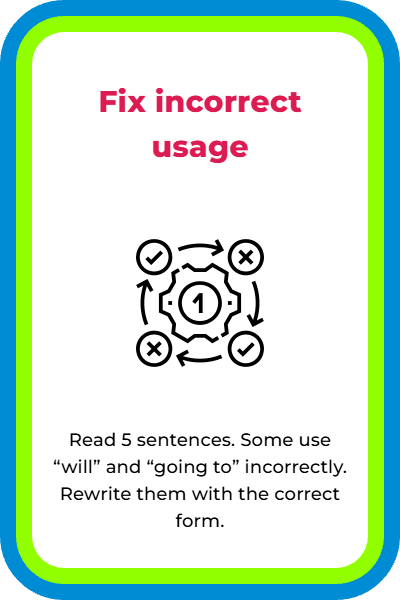 Fix incorrect
usage
1
Read 5 sentences. Some use
“will” and “going to” incorrectly.
Rewrite them with the correct
form.